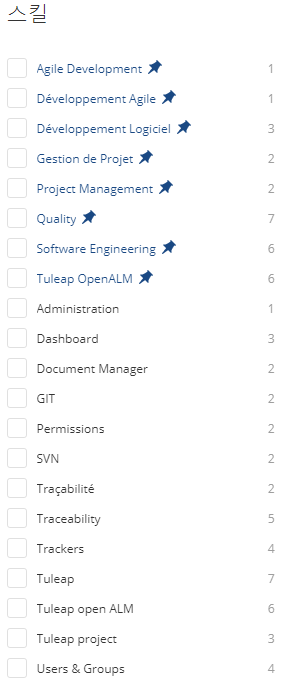 스킬
Agile Development 1
Développement Agile 1
Développement Logiciel 3
Gestion de Projet 2
Project Management 2
Quality 7
Software Engineering 6
Tuleap OpenALM 6
Administration 1
Dashboard 3
Document Manager 2
GIT 2
Permissions 2
SVN 2
Traçabilité 2
Traceability 5
Trackers 4
Tuleap 7
Tuleap open ALM 6
Tuleap project 3
Users & Groups 4